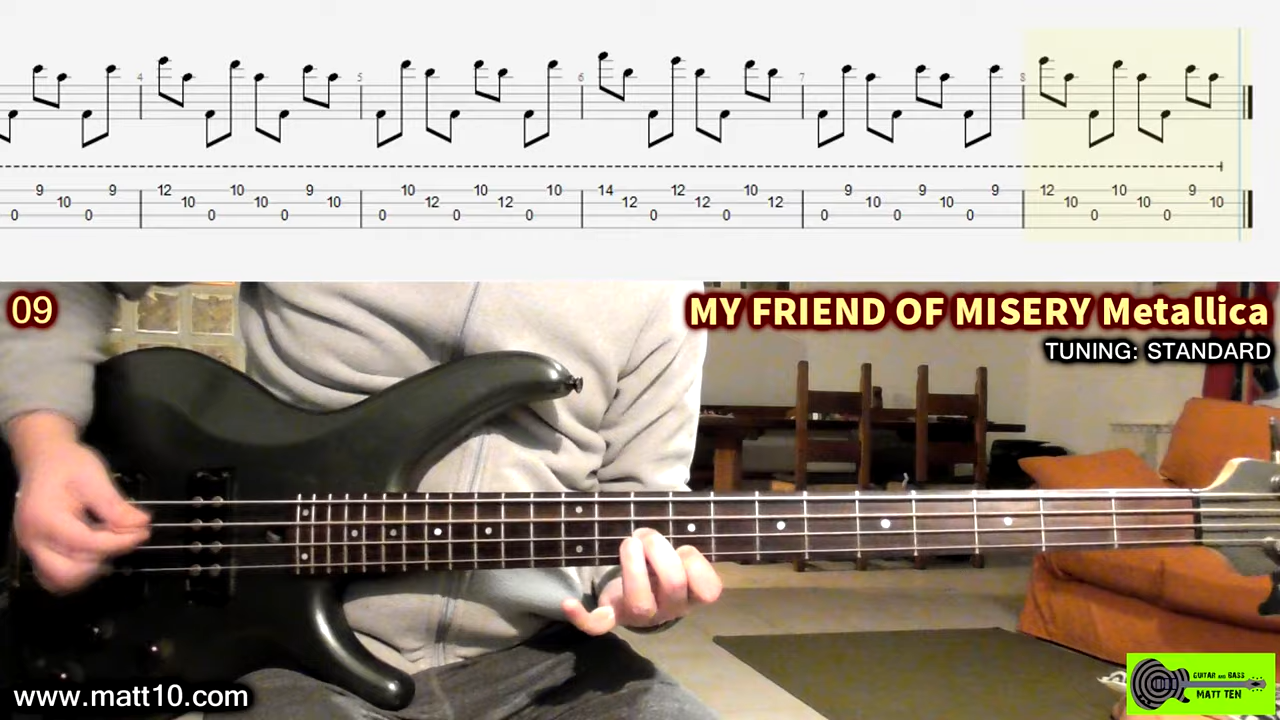 4 5 6 7 8
9 9 12 10 9 10 10 10 14 12 10 9 9 9 12 10 9
10 10 10 10 12 12 12 12 12 12 10 10 10 10 10
0 0 0 0 0 0 0 0 0 0 0 0 0
09
MY FRIEND OF MISERY Metallica
TUNING: STANDARD
www.matt10.com
GUITAR AND BASS
MATT TEN